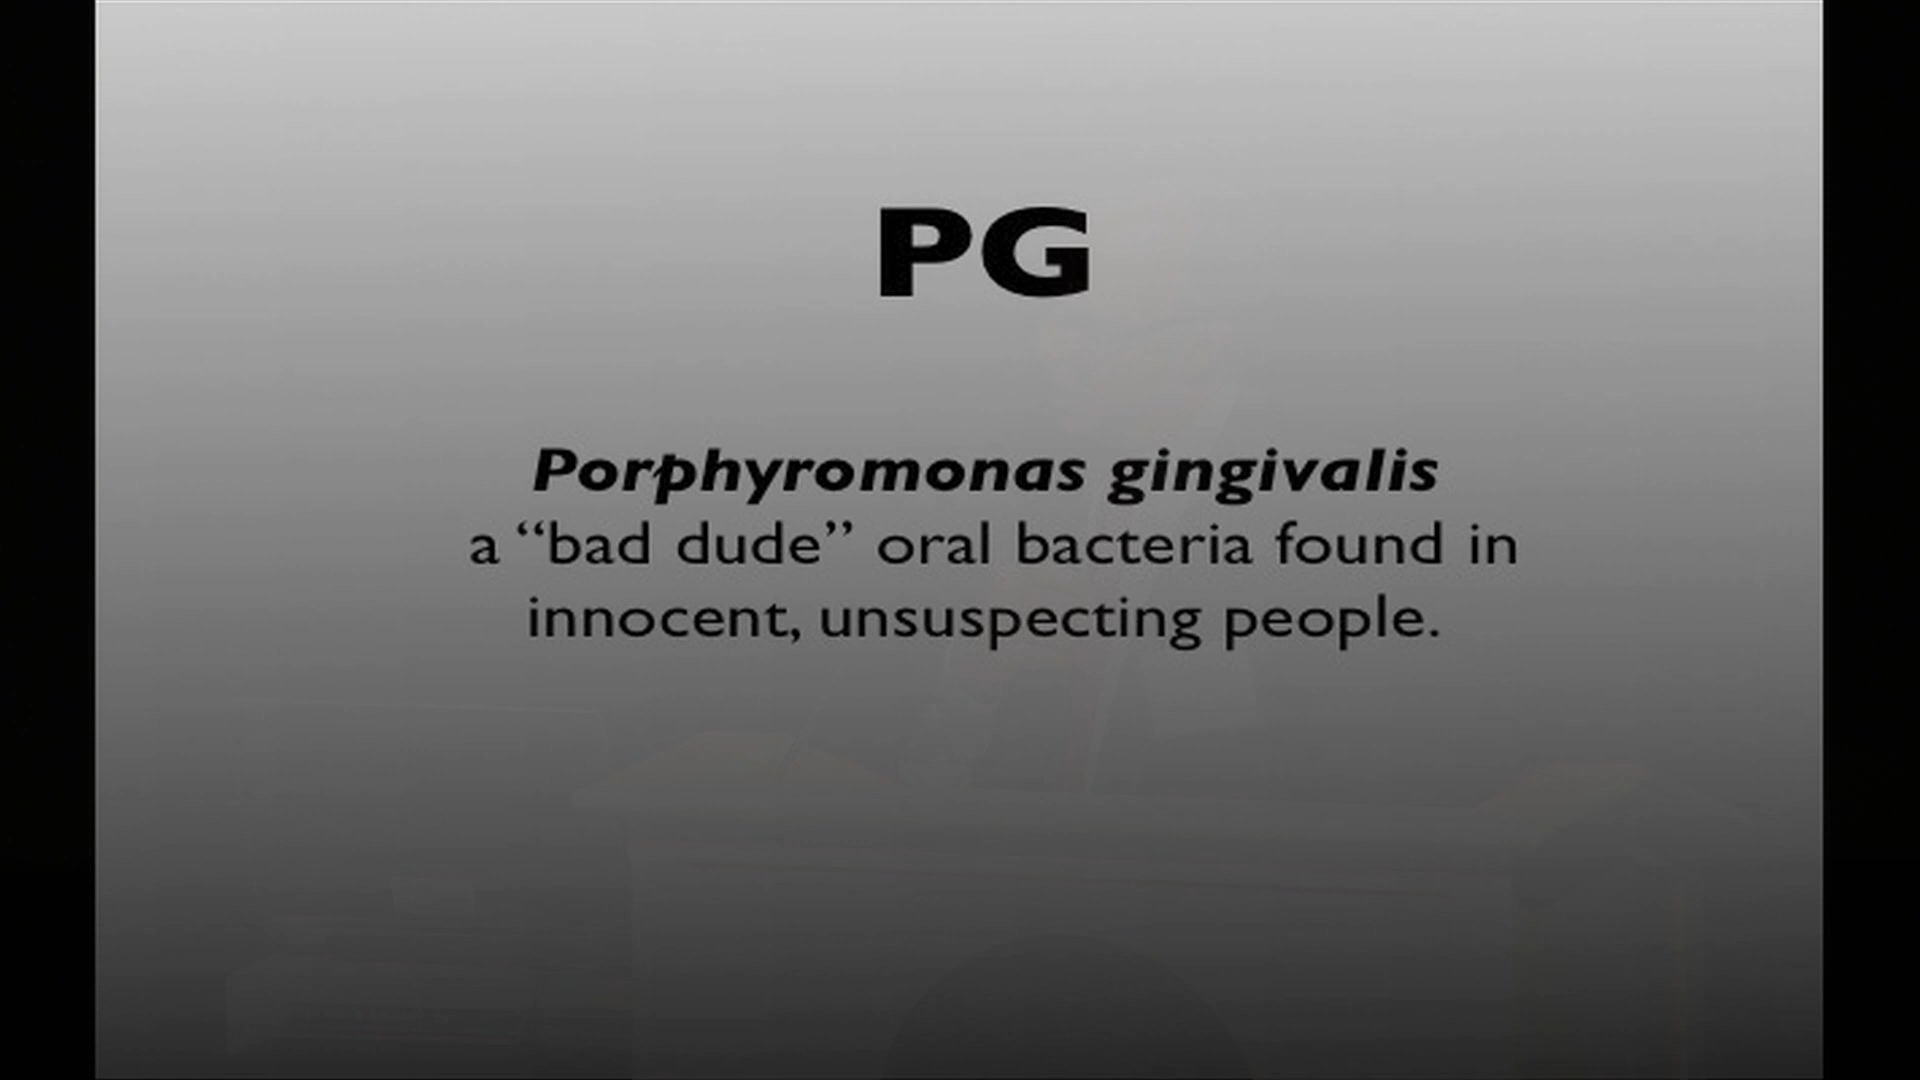 PG
Porphyromonas gingivalis
a “bad dude” oral bacteria found in
innocent, unsuspecting people.